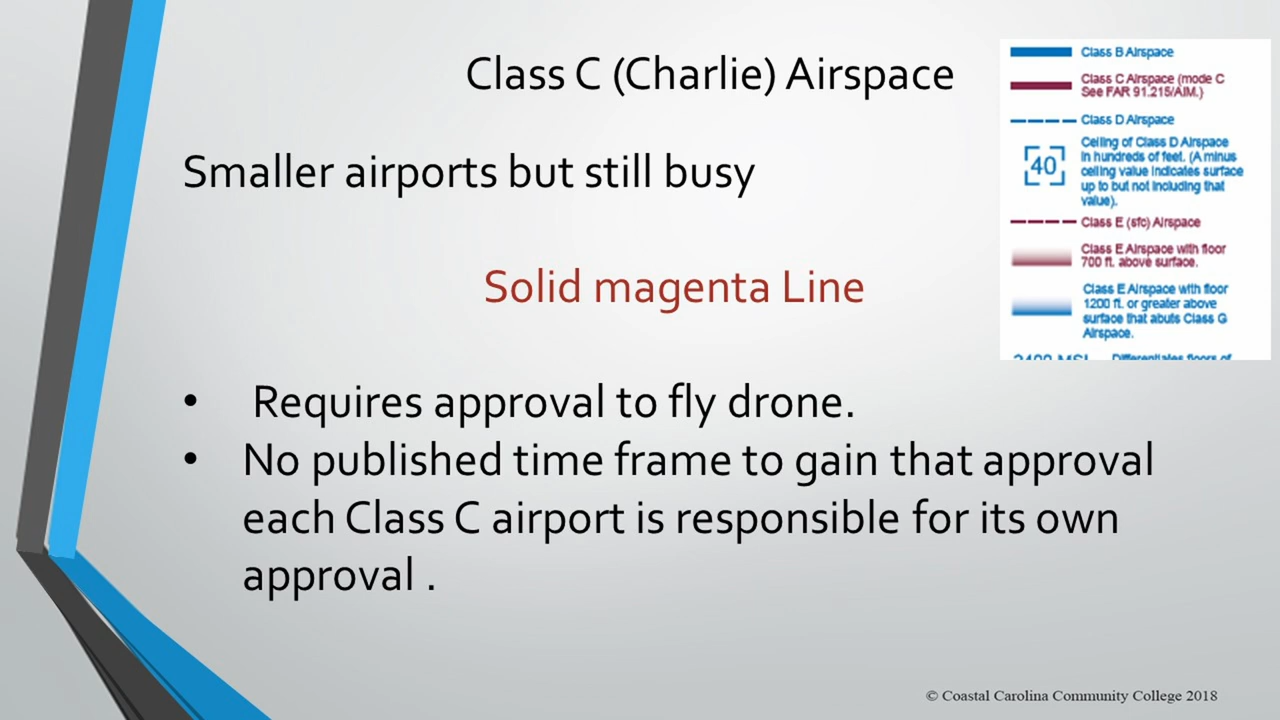 Class C (Charlie) Airspace
Smaller airports but still busy
Solid magenta Line
• Requires approval to fly drone.
• No published time frame to gain that approval
each Class C airport is responsible for its own
approval .
Class B Airspace
Class C Airspace (mode C
See FAR 91.215/AIM.)
Class D Airspace
40
Ceiling of Class D Airspace
in hundreds of feet. (A minus
ceiling value indicates surface
up to but not including that
value).
Class E (sfc) Airspace
Class E Airspace with floor
700 ft. above surface.
Class E Airspace with floor
1200 ft. or greater above
surface that abuts Class G
Airspace.
2400 MSL Differentiates floors of
© Coastal Carolina Community College 2018